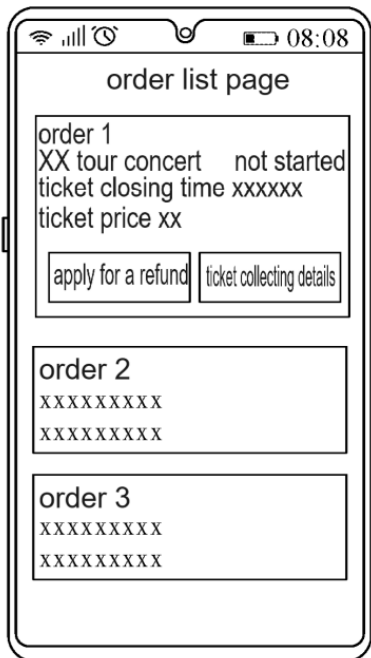 08:08
order list page
order 1
XX tour concert not started
ticket closing time xxxxxx
ticket price xx
apply for a refund ticket collecting details
order 2
xxxxxxxxx
xxxxxxxxx
order 3
xxxxxxxxx
xxxxxxxxx